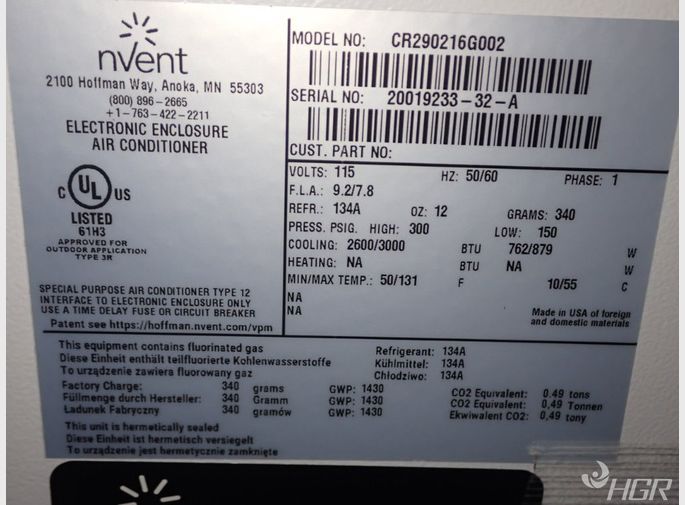 nvent
2100 Hoffman Way, Anoka, MN 55303
(800) 896-2665
+1-763-422-2211
ELECTRONIC ENCLOSURE
AIR CONDITIONER
C UL US
LISTED
61H3
APPROVED FOR
OUTDOOR APPLICATION
TYPE 3R
SPECIAL PURPOSE AIR CONDITIONER TYPE 12
INTERFACE TO ELECTRONIC ENCLOSURE ONLY
USE A TIME DELAY FUSE OR CIRCUIT BREAKER
Patent see https://hoffman.nvent.com/vpm
MODEL NO: CR290216G002
SERIAL NO: 20019233-32-A
CUST. PART NO:
VOLTS: 115 HZ: 50/60 PHASE: 1
F.L.A.: 9.2/7.8
REFR.: 134A OZ: 12 GRAMS: 340
PRESS. PSIG. HIGH: 300 LOW: 150
COOLING: 2600/3000 BTU 762/879 W
HEATING: NA BTU NA W
MIN/MAX TEMP.: 50/131 F 10/55 C
NA
NA
Made in USA of foreign
and domestic materials
This equipment contains fluorinated gas
Diese Einheit enthält teilfluorierte Kohlenwasserstoffe
To urządzenie zawiera fluorowany gaz
Refrigerant: 134A
Kühlmittel: 134A
Chłodziwo: 134A
Factory Charge: 340 grams GWP: 1430 CO2 Equivalent: 0,49 tons
Füllmenge durch Hersteller: 340 Gramm GWP: 1430 CO2 Equivalent: 0,49 Tonnen
Ladunek Fabryczny 340 gramów GWP: 1430 Ekwiwalent CO2: 0,49 tony
This unit is hermetically sealed
Diese Einheit ist hermetisch versiegelt
To urządzenie jest hermetycznie zamknięte
HGR